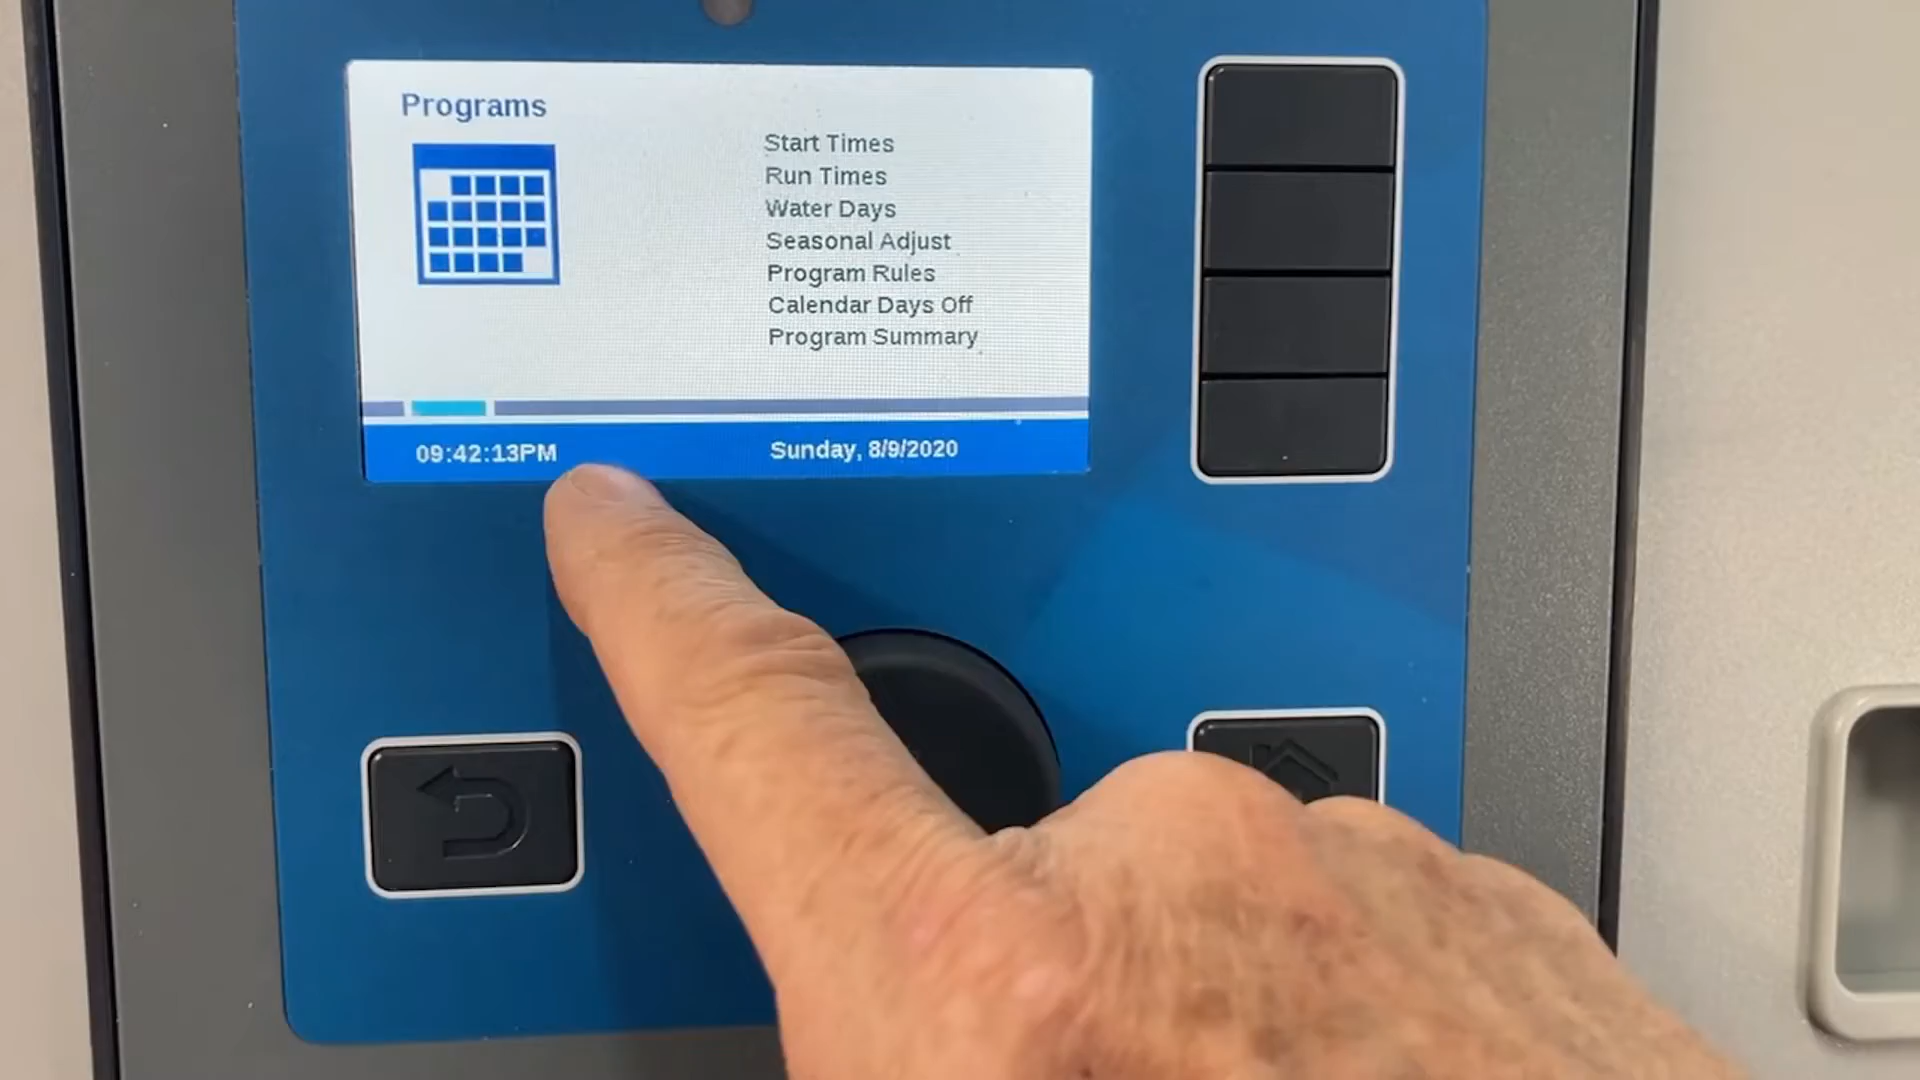 Programs
Start Times
Run Times
Water Days
Seasonal Adjust
Program Rules
Calendar Days Off
Program Summary
09:42:13PM
Sunday, 8/9/2020